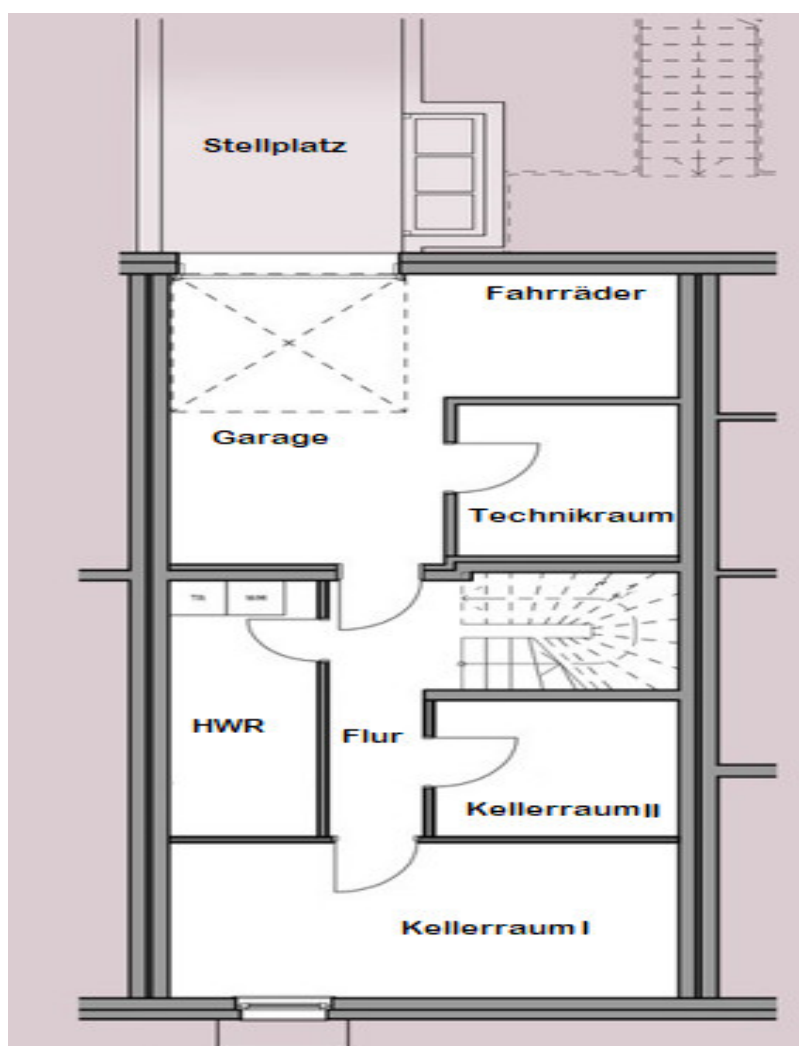 Stellplatz
Fahrräder
Garage
Technikraum
HWR
Flur
Kellerraum II
Kellerraum I